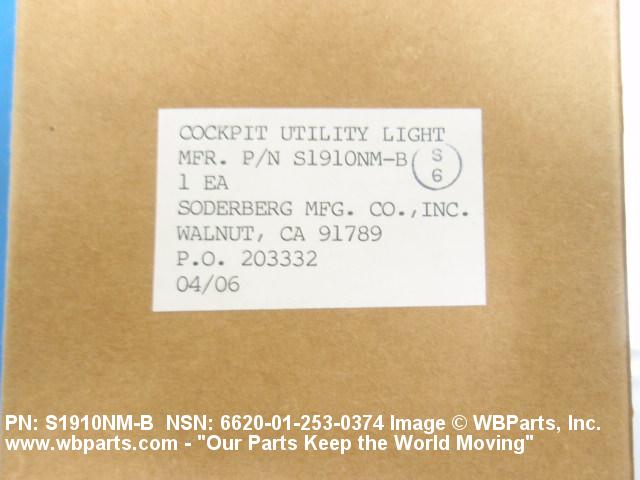 COCKPIT UTILITY LIGHT
MFR. P/N S1910NM-B
S
6
1 EA
SODERBERG MFG. CO.,INC.
WALNUT, CA 91789
P.O. 203332
04/06
PN: S1910NM-B NSN: 6620-01-253-0374 Image © WBParts, Inc.
www.wbparts.com - "Our Parts Keep the World Moving"